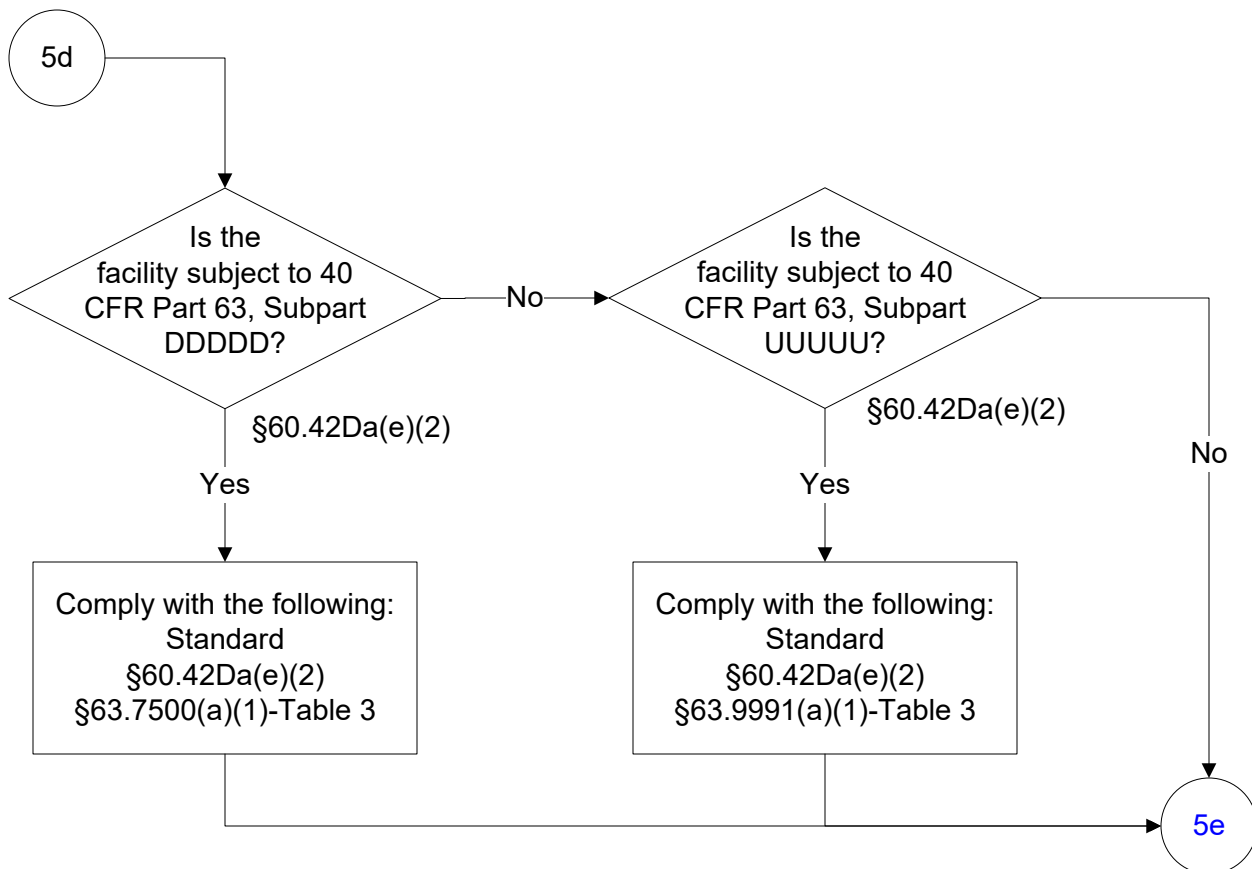 5d
Is the
facility subject to 40
CFR Part 63, Subpart
DDDDD?
No
Is the
facility subject to 40
CFR Part 63, Subpart
UUUUU?
§60.42Da(e)(2)
§60.42Da(e)(2)
No
Yes
Yes
Comply with the following:
Standard
§60.42Da(e)(2)
§63.7500(a)(1)-Table 3
Comply with the following:
Standard
§60.42Da(e)(2)
§63.9991(a)(1)-Table 3
5e